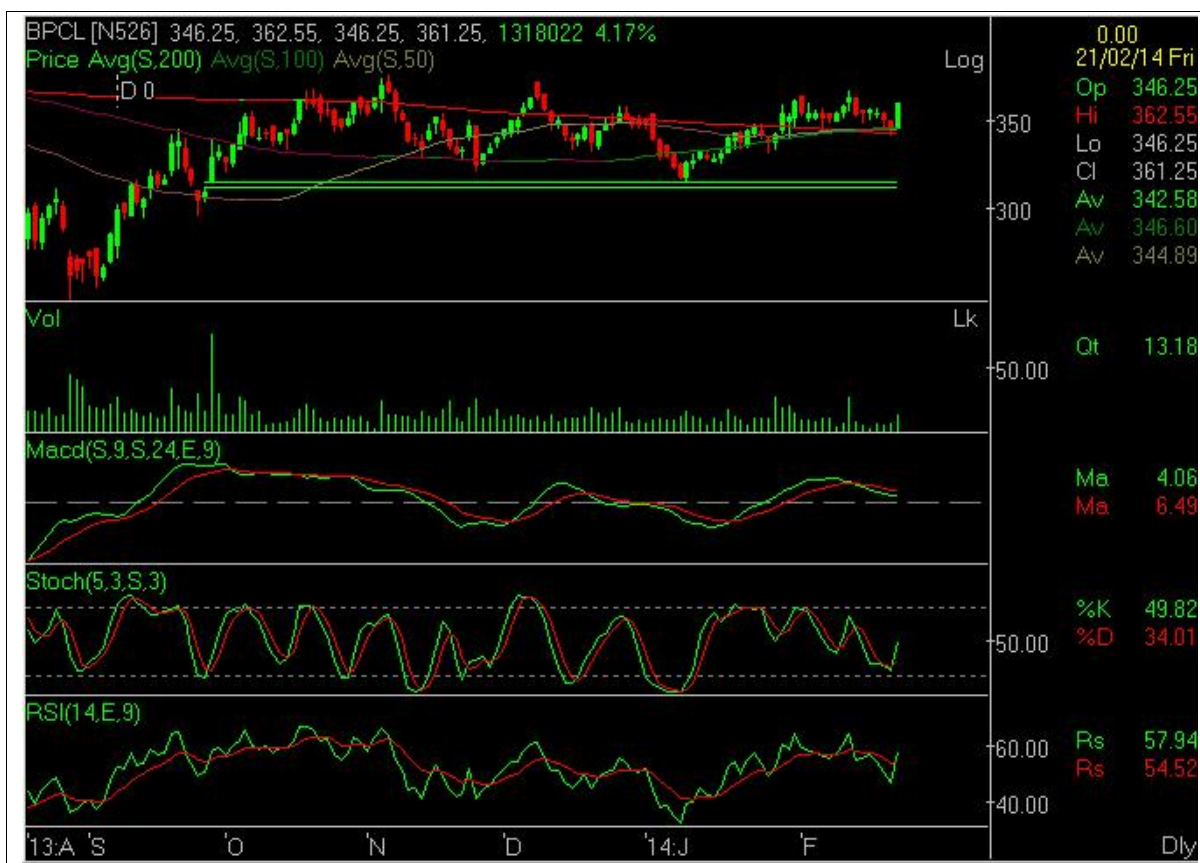 BPCL [N526] 346.25, 362.55, 346.25, 361.25, 1318022 4.17%
Price Avg(S,200) Avg(S,100) Avg(S,50)
D 0
Log
0.00
21/02/14 Fri
Op 346.25
Hi 362.55
Lo 346.25
Cl 361.25
Av 342.58
Av 346.60
Av 344.89
350
300
Vol
Lk
50.00
Qt 13.18
Macd(S,9,S,24,E,9)
Ma 4.06
Ma 6.49
Stoch(5,3,S,3)
50.00
%K 49.82
%D 34.01
RSI(14,E,9)
60.00
40.00
Rs 57.94
Rs 54.52
'13:A 'S 'O 'N 'D '14:J 'F
Dly